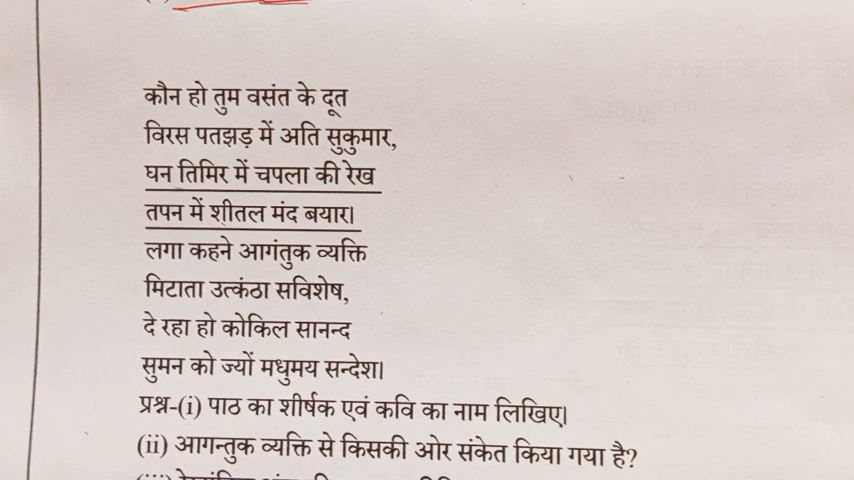 कौन हो तुम वसंत के दूत
विरस पतझड़ में अति सुकुमार,
घन तिमिर में चपला की रेख
तपन में शीतल मंद बयार।
लगा कहने आगंतुक व्यक्ति
मिटाता उत्कंठा सविशेष,
दे रहा हो कोकिल सानन्द
सुमन को ज्यों मधुमय सन्देश।
प्रश्न-(i) पाठ का शीर्षक एवं कवि का नाम लिखिए।
(ii) आगन्तुक व्यक्ति से किसकी ओर संकेत किया गया है?